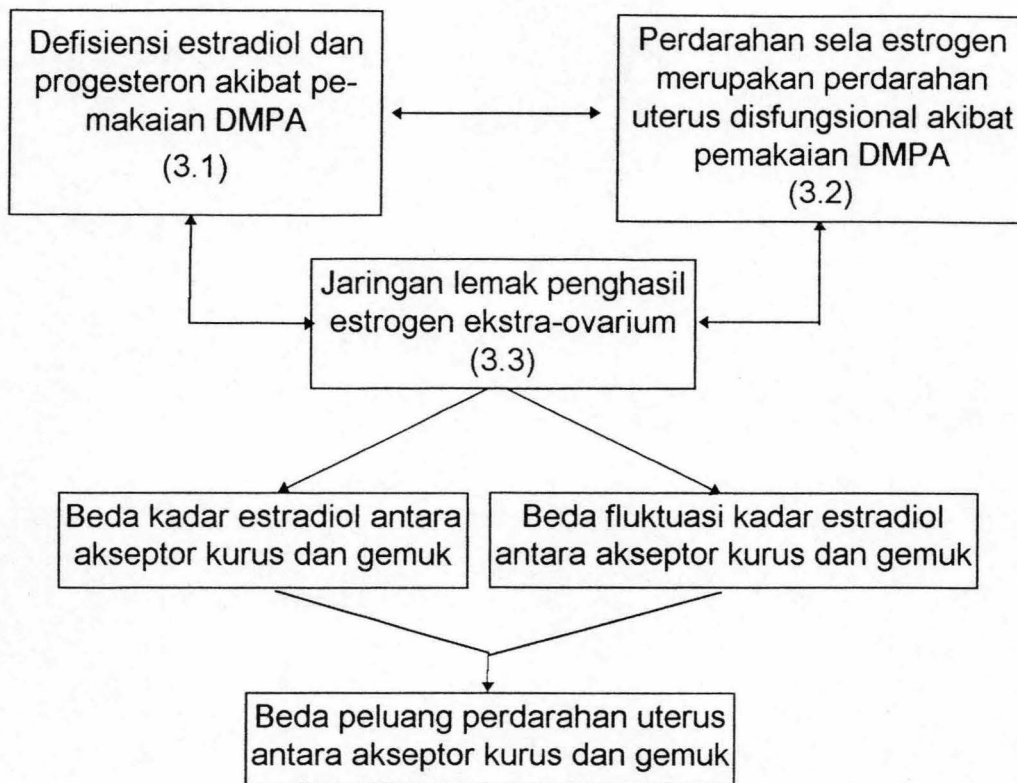 Defisiensi estradiol dan
progesteron akibat pe-
makaian DMPA
(3.1)
Perdarahan sela estrogen
merupakan perdarahan
uterus disfungsional akibat
pemakaian DMPA
(3.2)
Jaringan lemak penghasil
estrogen ekstra-ovarium
(3.3)
Beda kadar estradiol antara
akseptor kurus dan gemuk
Beda fluktuasi kadar estradiol
antara akseptor kurus dan gemuk
Beda peluang perdarahan uterus
antara akseptor kurus dan gemuk